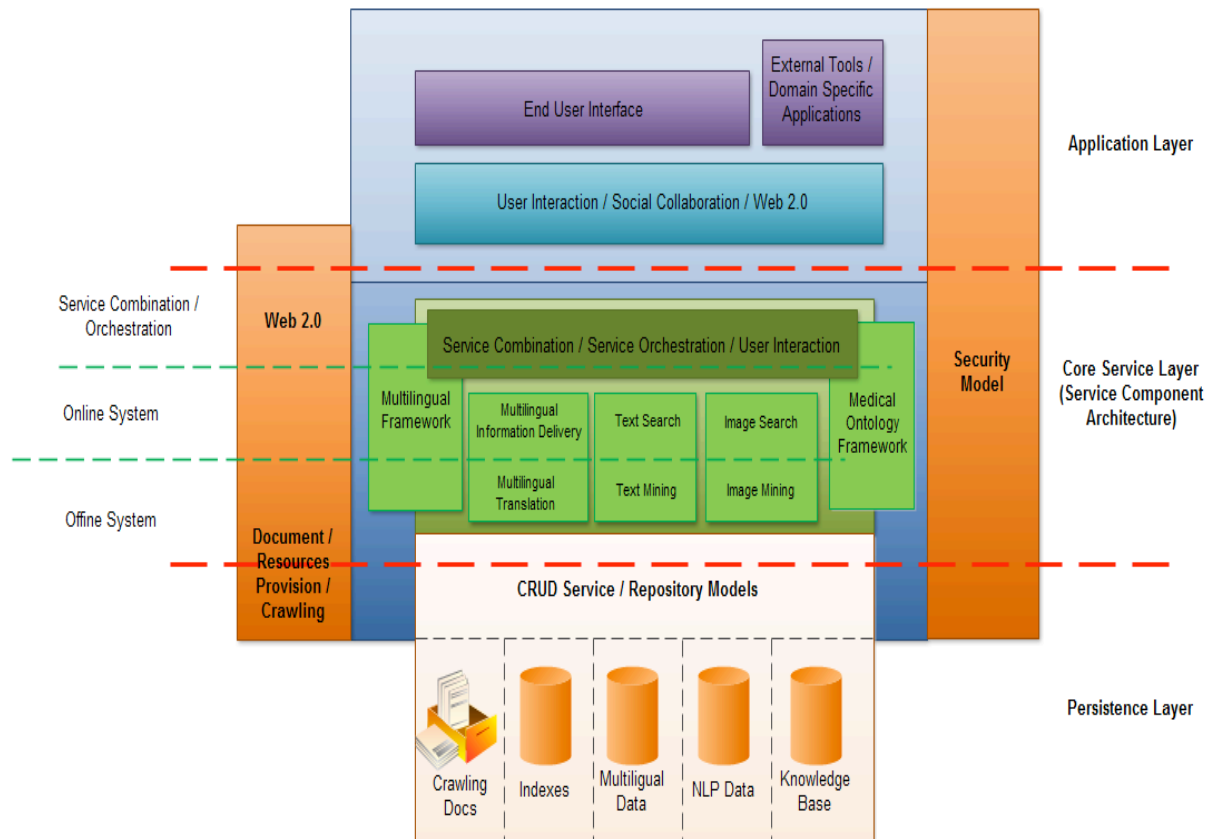 External Tools /
Domain Specific
Applications
End User Interface
Application Layer
User Interaction / Social Collaboration / Web 2.0
Service Combination /
Orchestration
Web 2.0
Service Combination / Service Orchestration / User Interaction
Security
Model
Core Service Layer
(Service Component
Architecture)
Online System
Multilingual
Framework
Multilingual
Information Delivery
Text Search
Image Search
Medical
Ontology
Framework
Multilingual
Translation
Text Mining
Image Mining
Offine System
Document /
Resources
Provision /
Crawling
CRUD Service / Repository Models
Persistence Layer
Crawling
Docs
Indexes
Multiligual
Data
NLP Data
Knowledge
Base